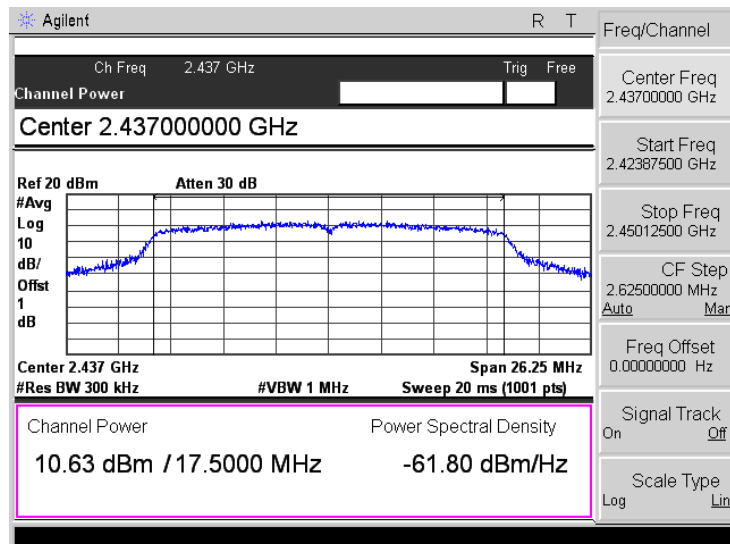 Agilent
R T
Ch Freq 2.437 GHz
Trig Free
Channel Power
Center 2.437000000 GHz
Ref 20 dBm
Atten 30 dB
#Avg
Log
10
dB/
Offst
1
dB
Center 2.437 GHz
Span 26.25 MHz
#Res BW 300 kHz
#VBW 1 MHz
Sweep 20 ms (1001 pts)
Channel Power
Power Spectral Density
10.63 dBm / 17.5000 MHz
-61.80 dBm/Hz
Freq/Channel
Center Freq
2.43700000 GHz
Start Freq
2.42387500 GHz
Stop Freq
2.45012500 GHz
CF Step
2.62500000 MHz
Auto Man
Freq Offset
0.00000000 Hz
Signal Track
On Off
Scale Type
Log Lin